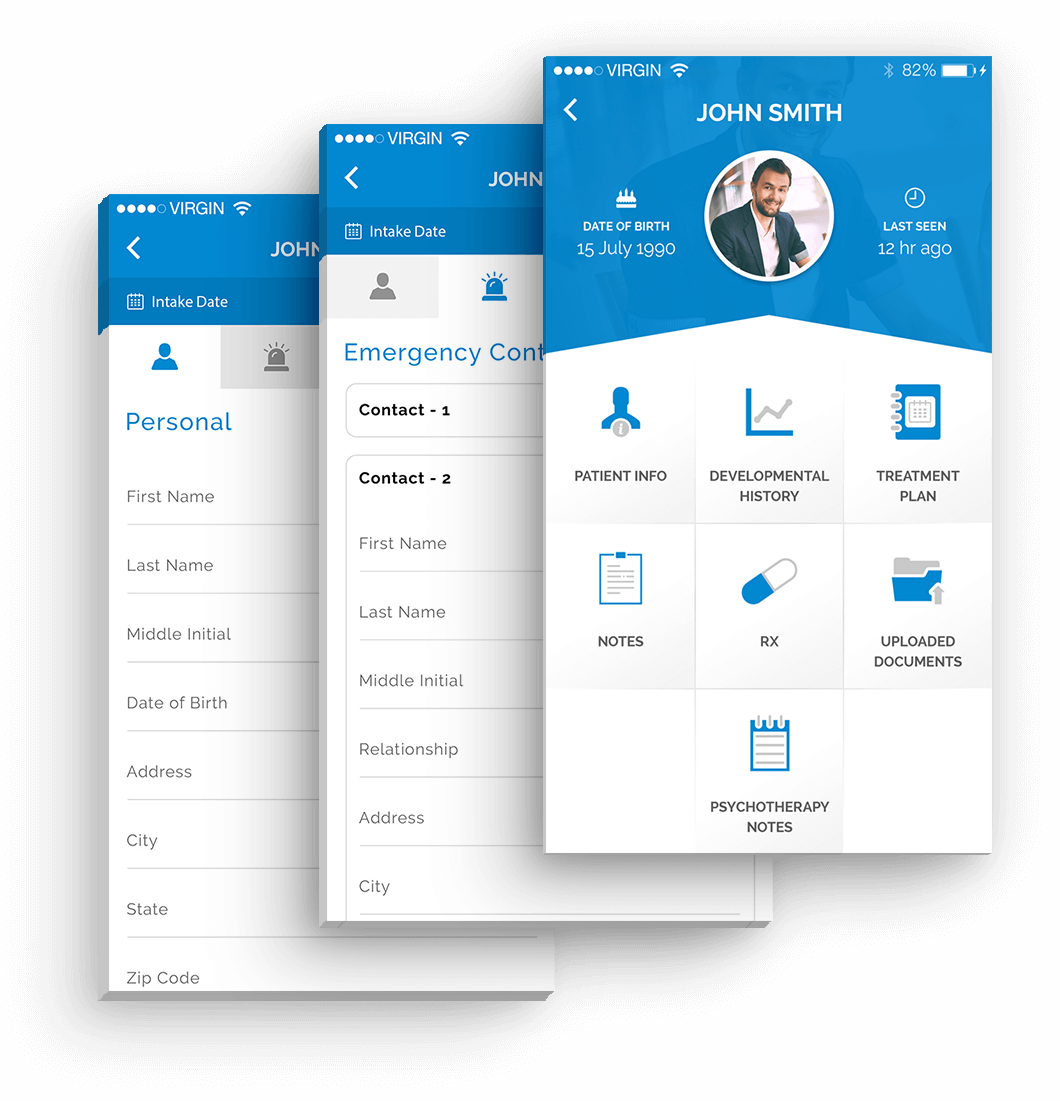 VIRGIN
JOHN
Intake Date
Personal
First Name
Last Name
Middle Initial
Date of Birth
Address
City
State
Zip Code
VIRGIN
JOHN
Intake Date
Emergency Cont
Contact - 1
Contact - 2
First Name
Last Name
Middle Initial
Relationship
Address
City
VIRGIN 82%
JOHN SMITH
DATE OF BIRTH
15 July 1990
LAST SEEN
12 hr ago
PATIENT INFO
DEVELOPMENTAL
HISTORY
TREATMENT
PLAN
NOTES
RX
UPLOADED
DOCUMENTS
PSYCHOTHERAPY
NOTES